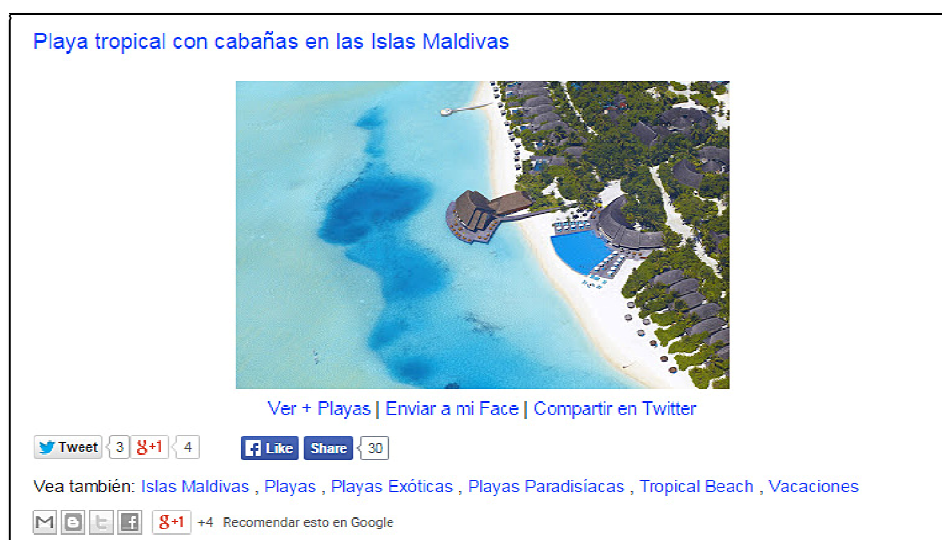 Playa tropical con cabañas en las Islas Maldivas
Ver + Playas | Enviar a mi Face | Compartir en Twitter
Tweet 3 g+1 4 Like Share 30
Vea también: Islas Maldivas , Playas , Playas Exóticas , Playas Paradisíacas , Tropical Beach , Vacaciones
g+1 +4 Recomendar esto en Google